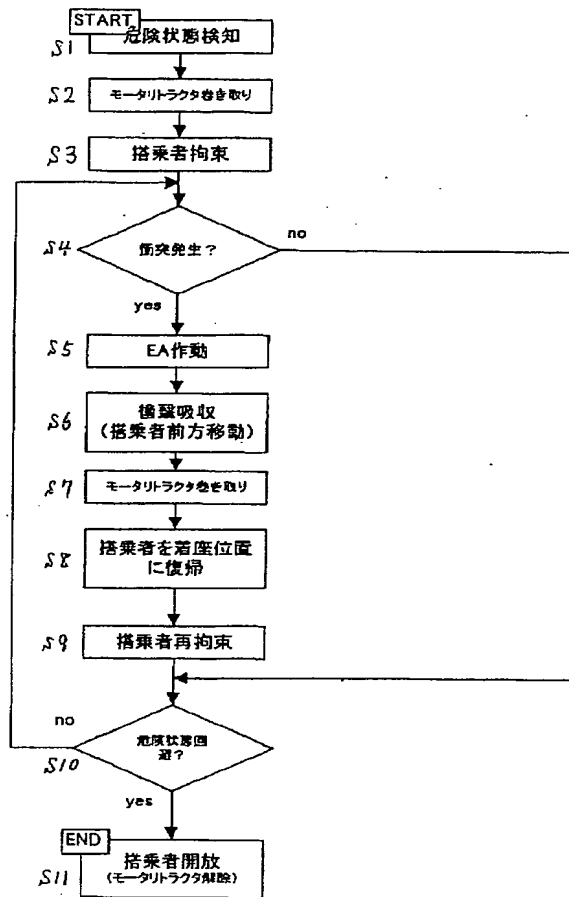 START
S1 危険状態検知
S2 モータリトラクタ巻き取り
S3 搭乗者拘束
S4 衝突発生？
no
yes
S5 EA作動
S6 衝撃吸収
（搭乗者前方移動）
S7 モータリトラクタ巻き取り
S8 搭乗者を着座位置
に復帰
S9 搭乗者再拘束
no
S10 危険状態回
避？
yes
END
S11 搭乗者開放
（モータリトラクタ解除）